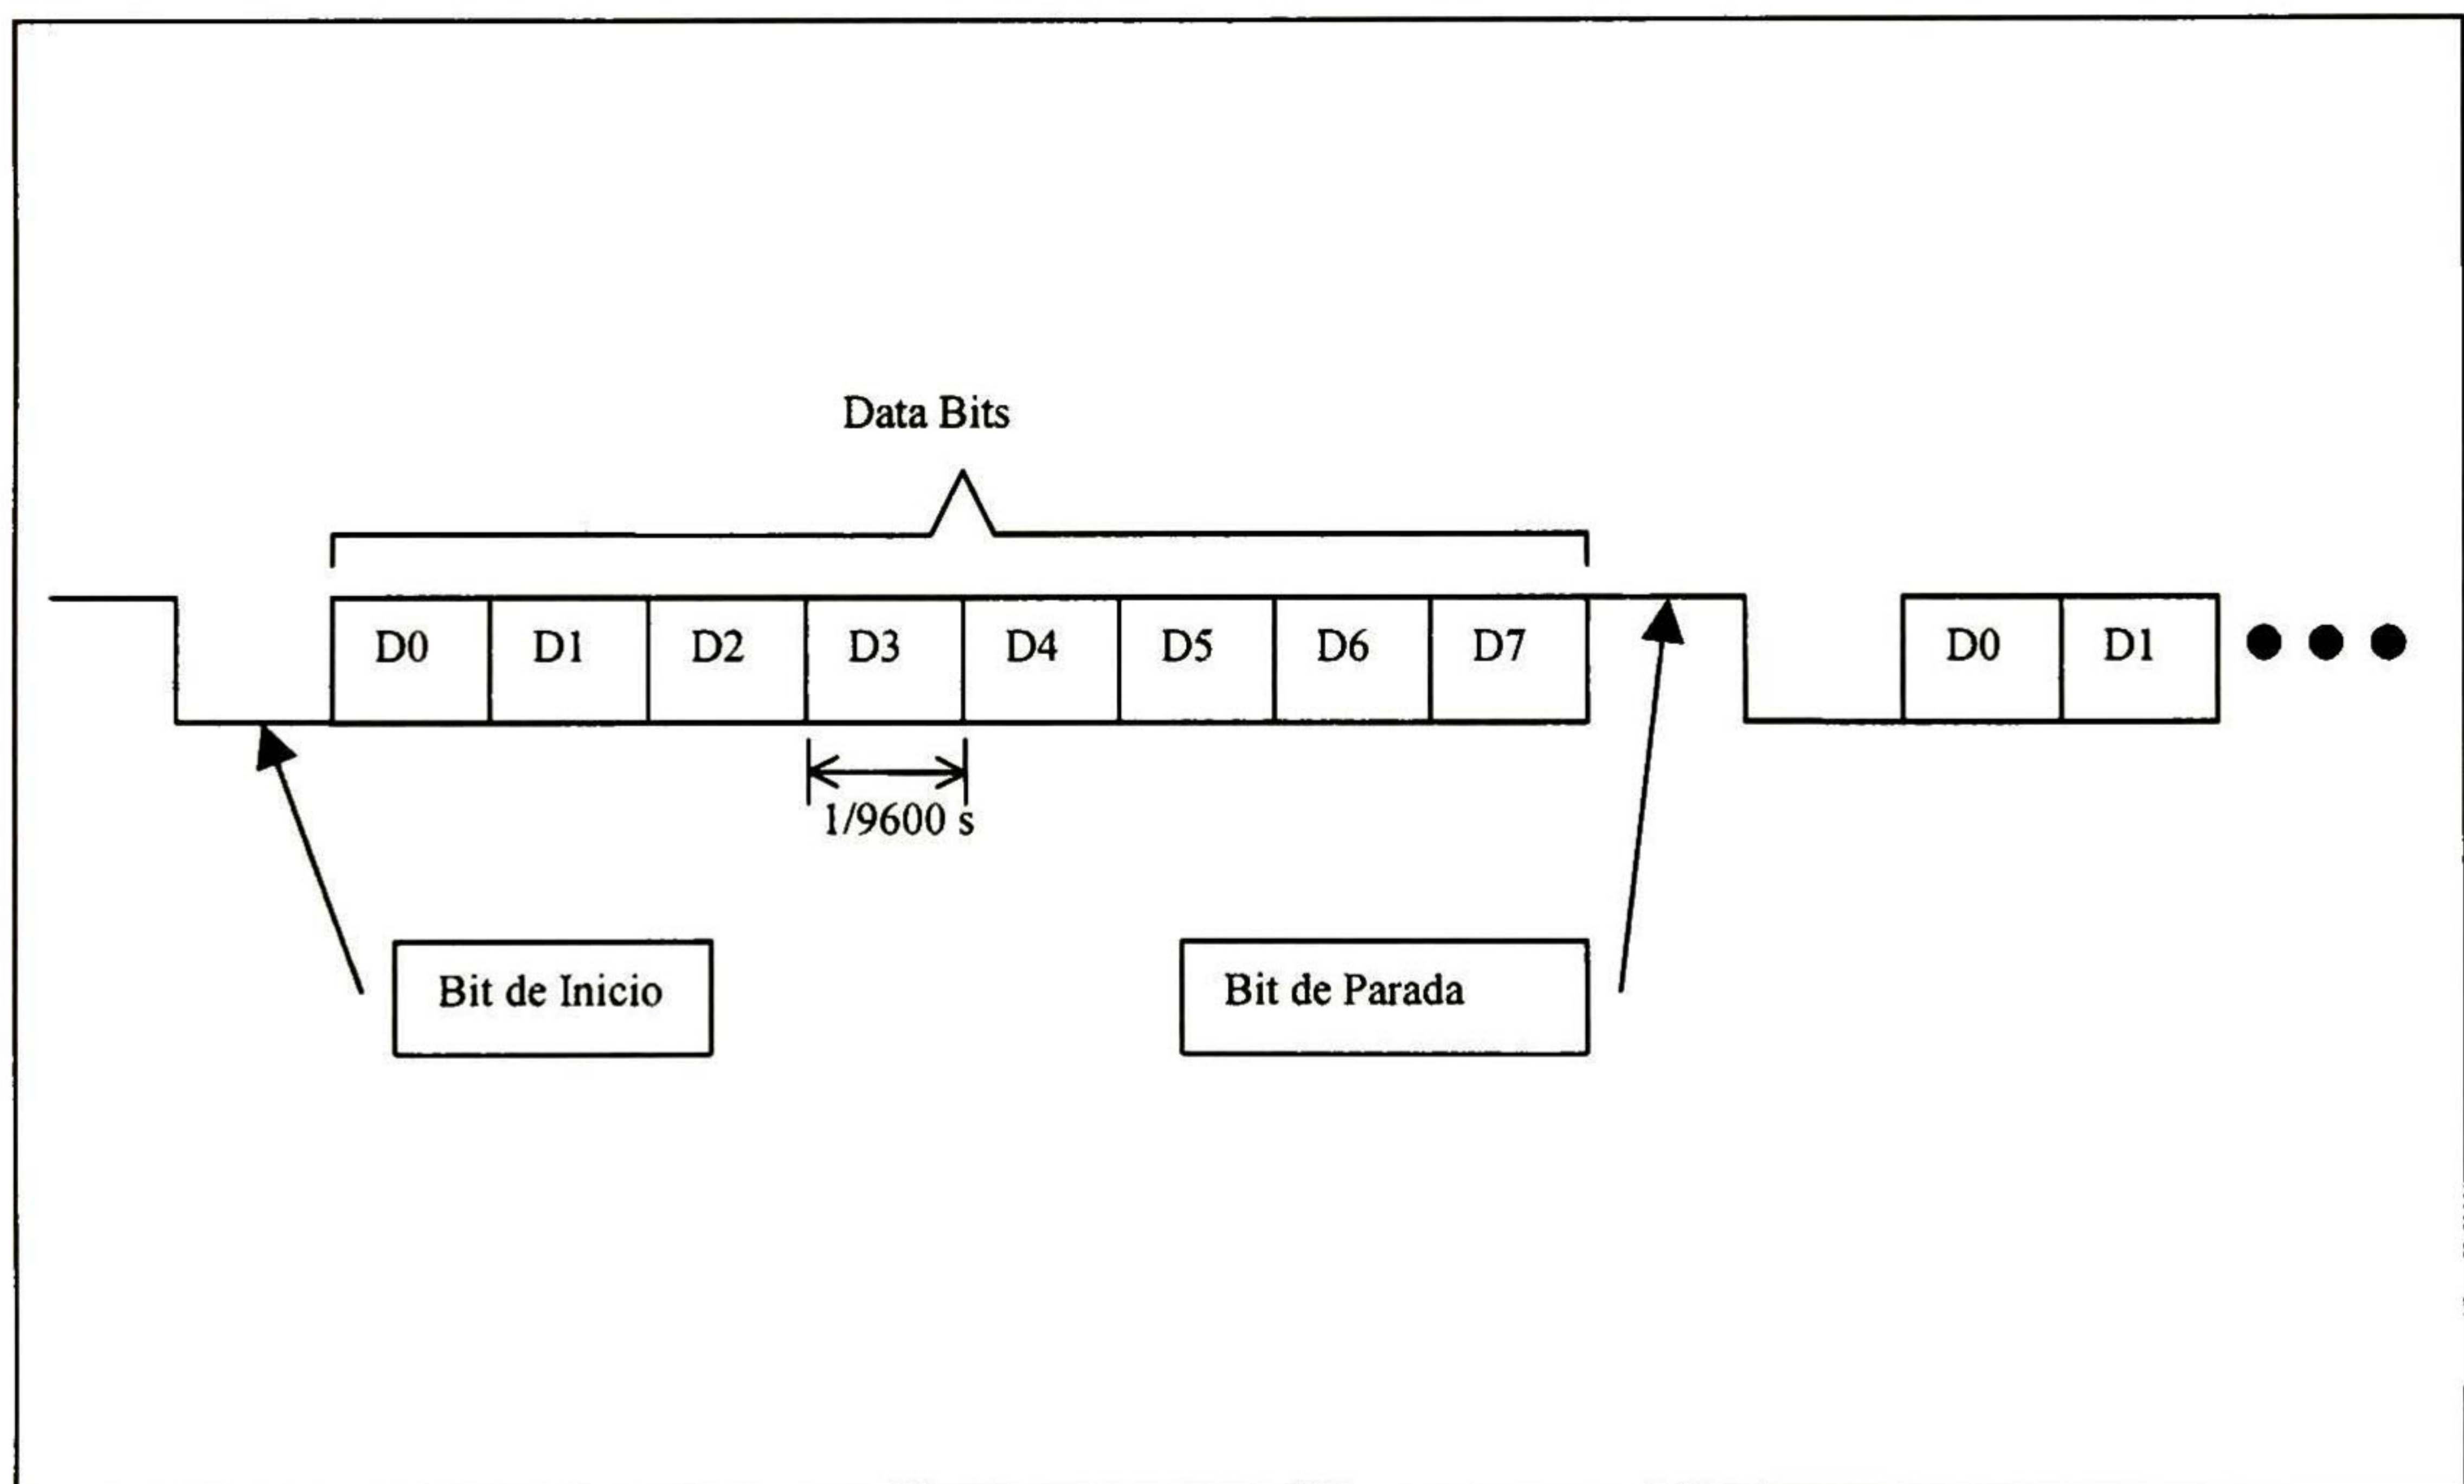 Data Bits
D0 D1 D2 D3 D4 D5 D6 D7 D0 D1
1/9600 s
Bit de Inicio
Bit de Parada